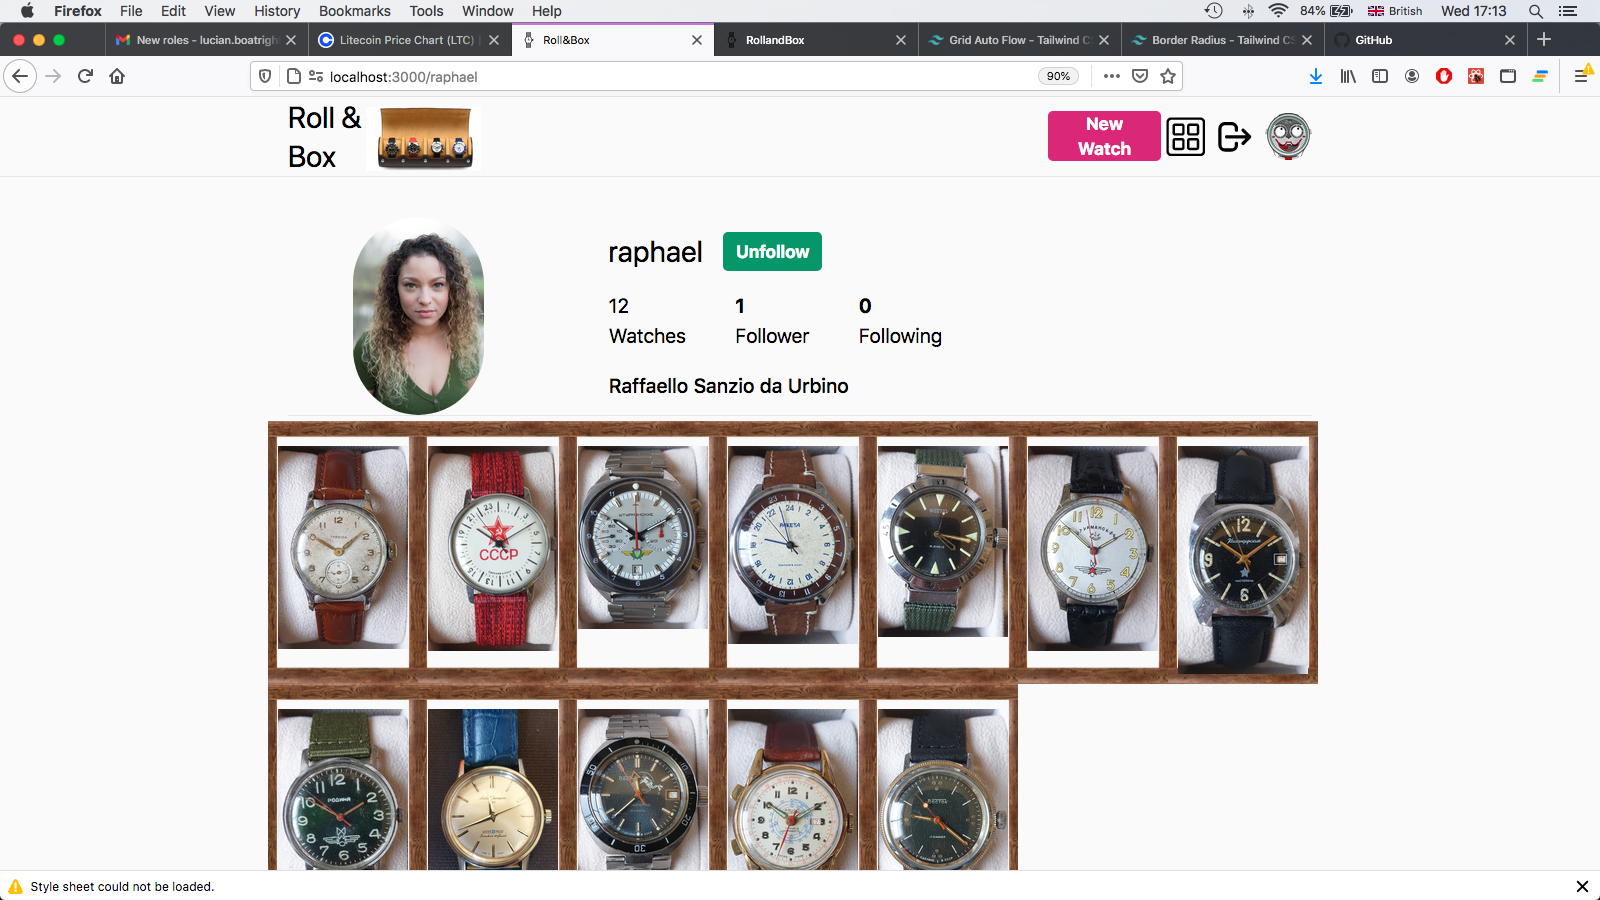 Firefox File Edit View History Bookmarks Tools Window Help 84% British Wed 17:13
New roles - lucian.boatrigh Litecoin Price Chart (LTC) | Roll&Box RollandBox Grid Auto Flow - Tailwind C Border Radius - Tailwind CS GitHub
localhost:3000/raphael 90%
Roll &
Box
New
Watch
raphael Unfollow
12 1 0
Watches Follower Following
Raffaello Sanzio da Urbino
CCCP
РАКЕТА
РОДИНА
Style sheet could not be loaded.